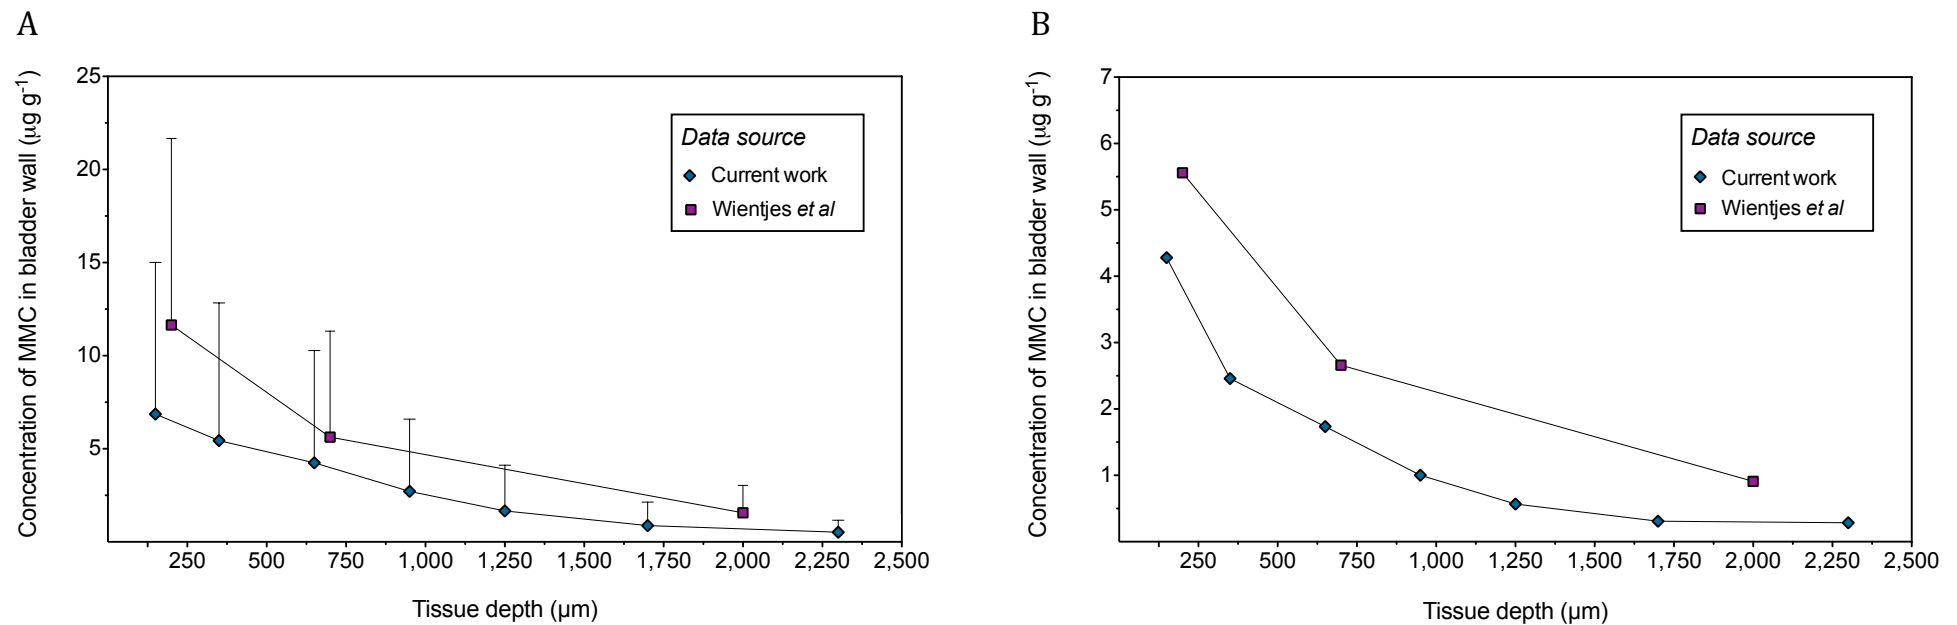 A
Concentration of MMC in bladder wall (µg g⁻¹)
25
20
15
10
5
Data source
Current work
Wientjes et al
250 500 750 1,000 1,250 1,500 1,750 2,000 2,250 2,500
Tissue depth (µm)
B
Concentration of MMC in bladder wall (µg g⁻¹)
7
6
5
4
3
2
1
Data source
Current work
Wientjes et al
250 500 750 1,000 1,250 1,500 1,750 2,000 2,250 2,500
Tissue depth (µm)